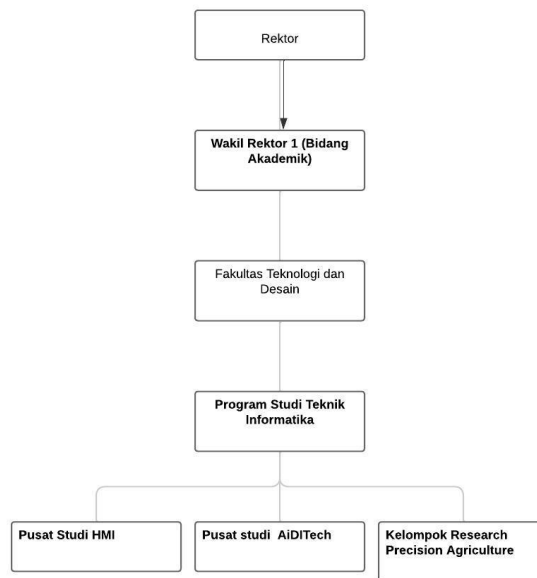 Rektor
Wakil Rektor 1 (Bidang
Akademik)
Fakultas Teknologi dan
Desain
Program Studi Teknik
Informatika
Pusat Studi HMI
Pusat studi  AiDITech
Kelompok Research
Precision Agriculture